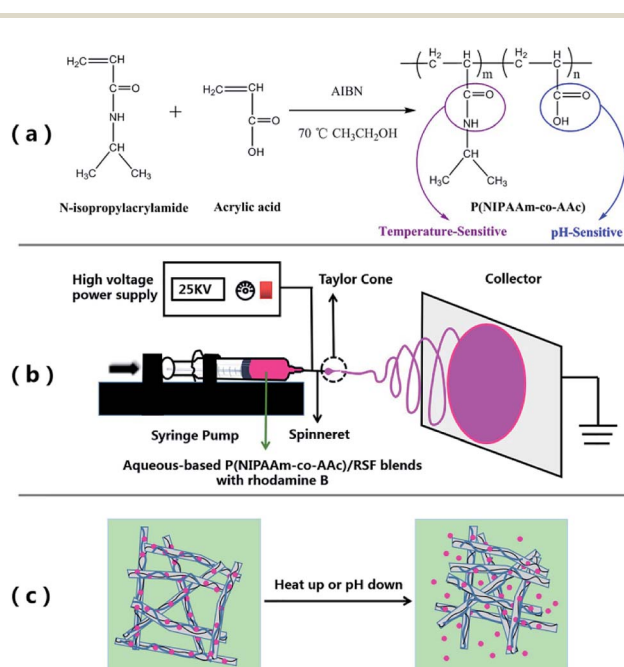 H₂C CH
C O
NH
CH
H₃C CH₃
N-isopropylacrylamide
+
H₂C CH
C O
OH
Acrylic acid
AIBN
70 ℃ CH₃CH₂OH
( a )
C H₂ C H m C H₂ C H n
C O C O
NH OH
CH
H₃C CH₃
P(NIPAAm-co-AAc)
Temperature-Sensitive pH-Sensitive
( b )
High voltage
power supply
25KV
Taylor Cone
Collector
Syringe Pump
Spinneret
Aqueous-based P(NIPAAm-co-AAc)/RSF blends
with rhodamine B
( c )
Heat up or pH down